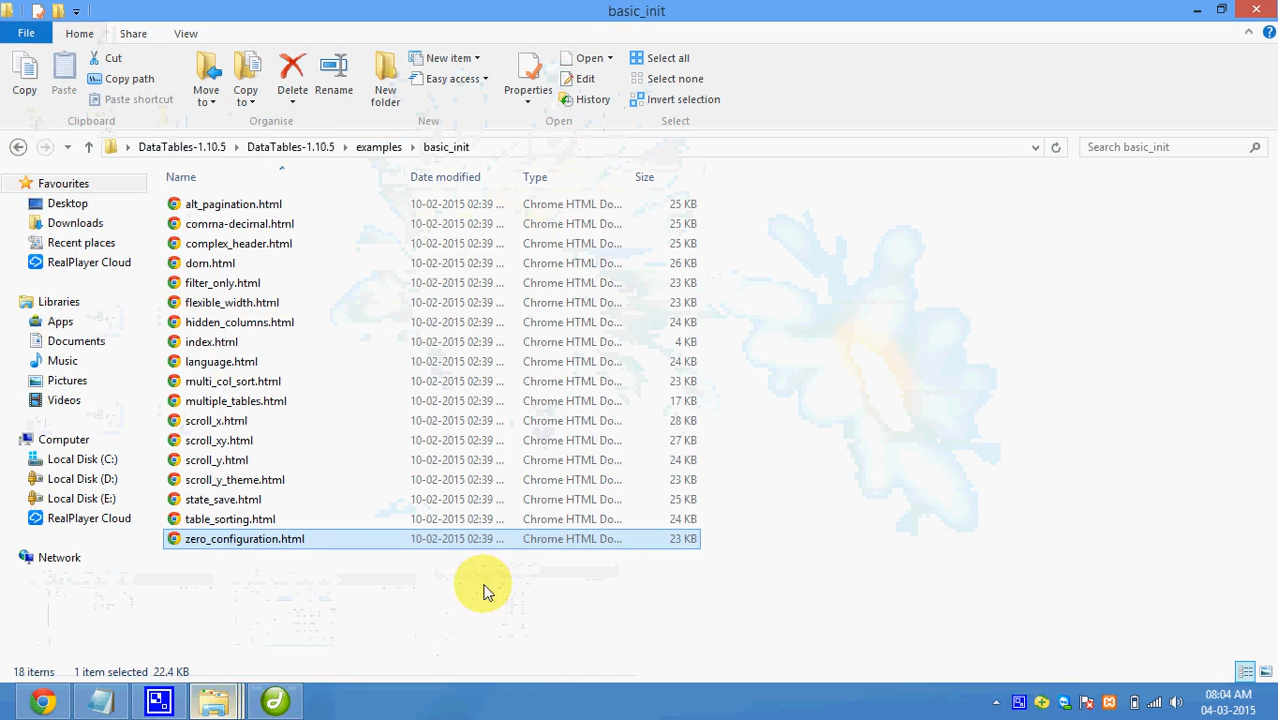 basic_init
File Home Share View
Copy Paste Cut Copy path Paste shortcut Move to Copy to Delete Rename New folder New item Easy access Properties Open Edit History Select all Select none Invert selection
Clipboard Organise New Open Select
DataTables-1.10.5 DataTables-1.10.5 examples basic_init Search basic_init
Name Date modified Type Size
Favourites
Desktop
Downloads
Recent places
RealPlayer Cloud
Libraries
Apps
Documents
Music
Pictures
Videos
Computer
Local Disk (C:)
Local Disk (D:)
Local Disk (E:)
RealPlayer Cloud
Network
alt_pagination.html 10-02-2015 02:39 ... Chrome HTML Do... 25 KB
comma-decimal.html 10-02-2015 02:39 ... Chrome HTML Do... 25 KB
complex_header.html 10-02-2015 02:39 ... Chrome HTML Do... 25 KB
dom.html 10-02-2015 02:39 ... Chrome HTML Do... 26 KB
filter_only.html 10-02-2015 02:39 ... Chrome HTML Do... 23 KB
flexible_width.html 10-02-2015 02:39 ... Chrome HTML Do... 23 KB
hidden_columns.html 10-02-2015 02:39 ... Chrome HTML Do... 24 KB
index.html 10-02-2015 02:39 ... Chrome HTML Do... 4 KB
language.html 10-02-2015 02:39 ... Chrome HTML Do... 24 KB
multi_col_sort.html 10-02-2015 02:39 ... Chrome HTML Do... 23 KB
multiple_tables.html 10-02-2015 02:39 ... Chrome HTML Do... 17 KB
scroll_x.html 10-02-2015 02:39 ... Chrome HTML Do... 28 KB
scroll_xy.html 10-02-2015 02:39 ... Chrome HTML Do... 27 KB
scroll_y.html 10-02-2015 02:39 ... Chrome HTML Do... 24 KB
scroll_y_theme.html 10-02-2015 02:39 ... Chrome HTML Do... 24 KB
state_save.html 10-02-2015 02:39 ... Chrome HTML Do... 25 KB
table_sorting.html 10-02-2015 02:39 ... Chrome HTML Do... 24 KB
zero_configuration.html 10-02-2015 02:39 ... Chrome HTML Do... 23 KB
18 items 1 item selected 22.4 KB
08:04 AM
04-03-2015